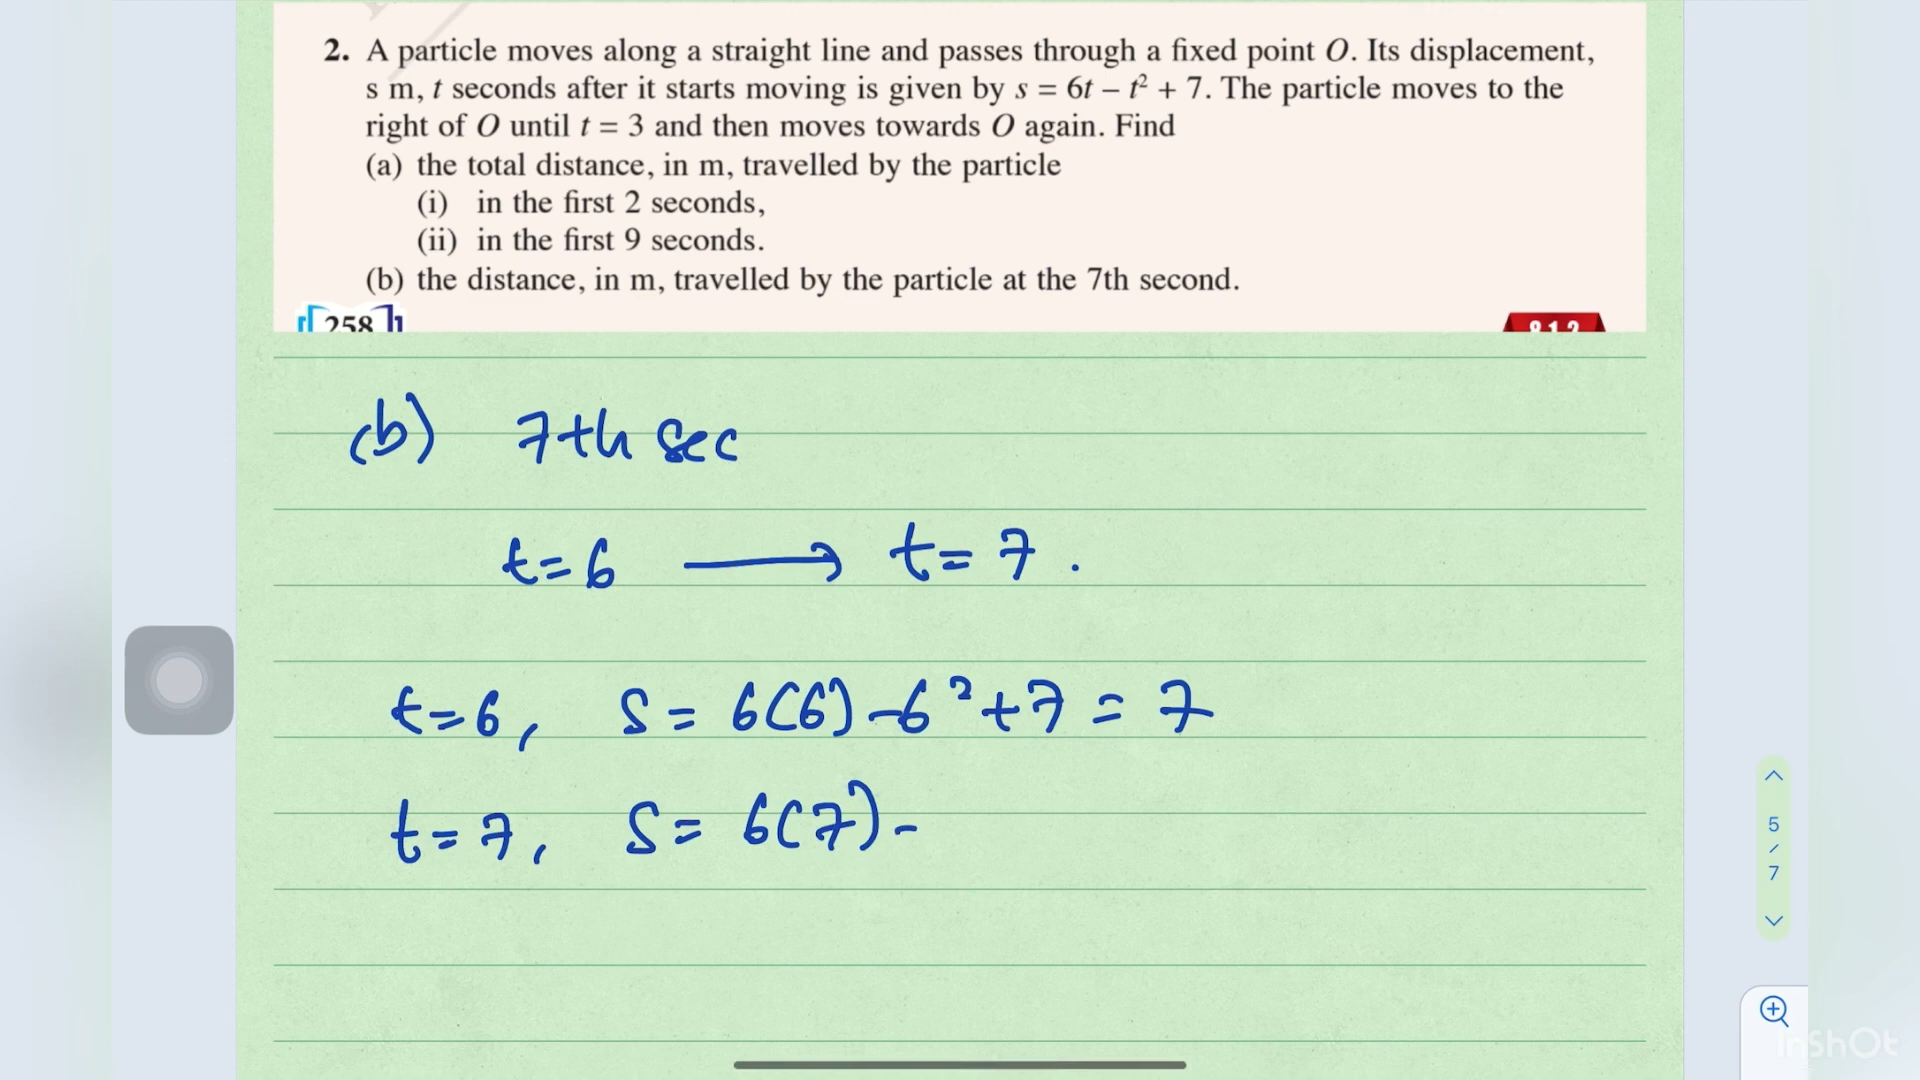 2. A particle moves along a straight line and passes through a fixed point O. Its displacement,
s m, t seconds after it starts moving is given by s = 6t – t² + 7. The particle moves to the
right of O until t = 3 and then moves towards O again. Find
(a) the total distance, in m, travelled by the particle
(i) in the first 2 seconds,
(ii) in the first 9 seconds.
(b) the distance, in m, travelled by the particle at the 7th second.
258
(b) 7th sec
t=6 ⟶ t=7.
t=6, s = 6(6) -6²+7 = 7
t=7, s= 6(7) -
5
/
7
InShOt